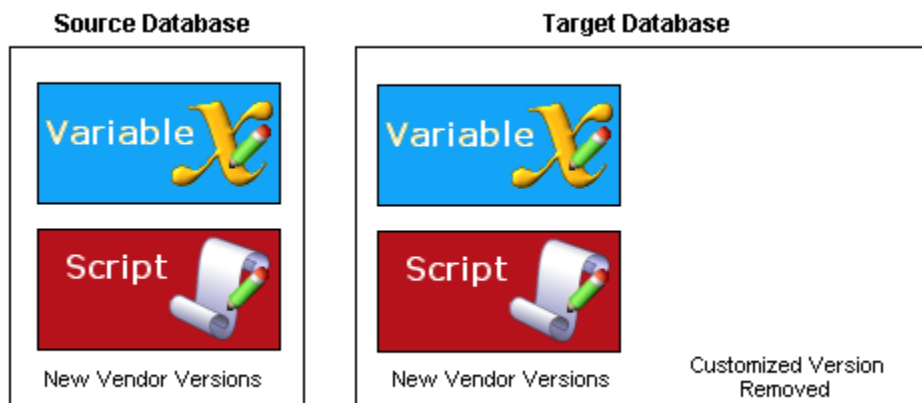 Source Database
Target Database
Variable
Script
New Vendor Versions
Variable
Script
New Vendor Versions
Customized Version
Removed